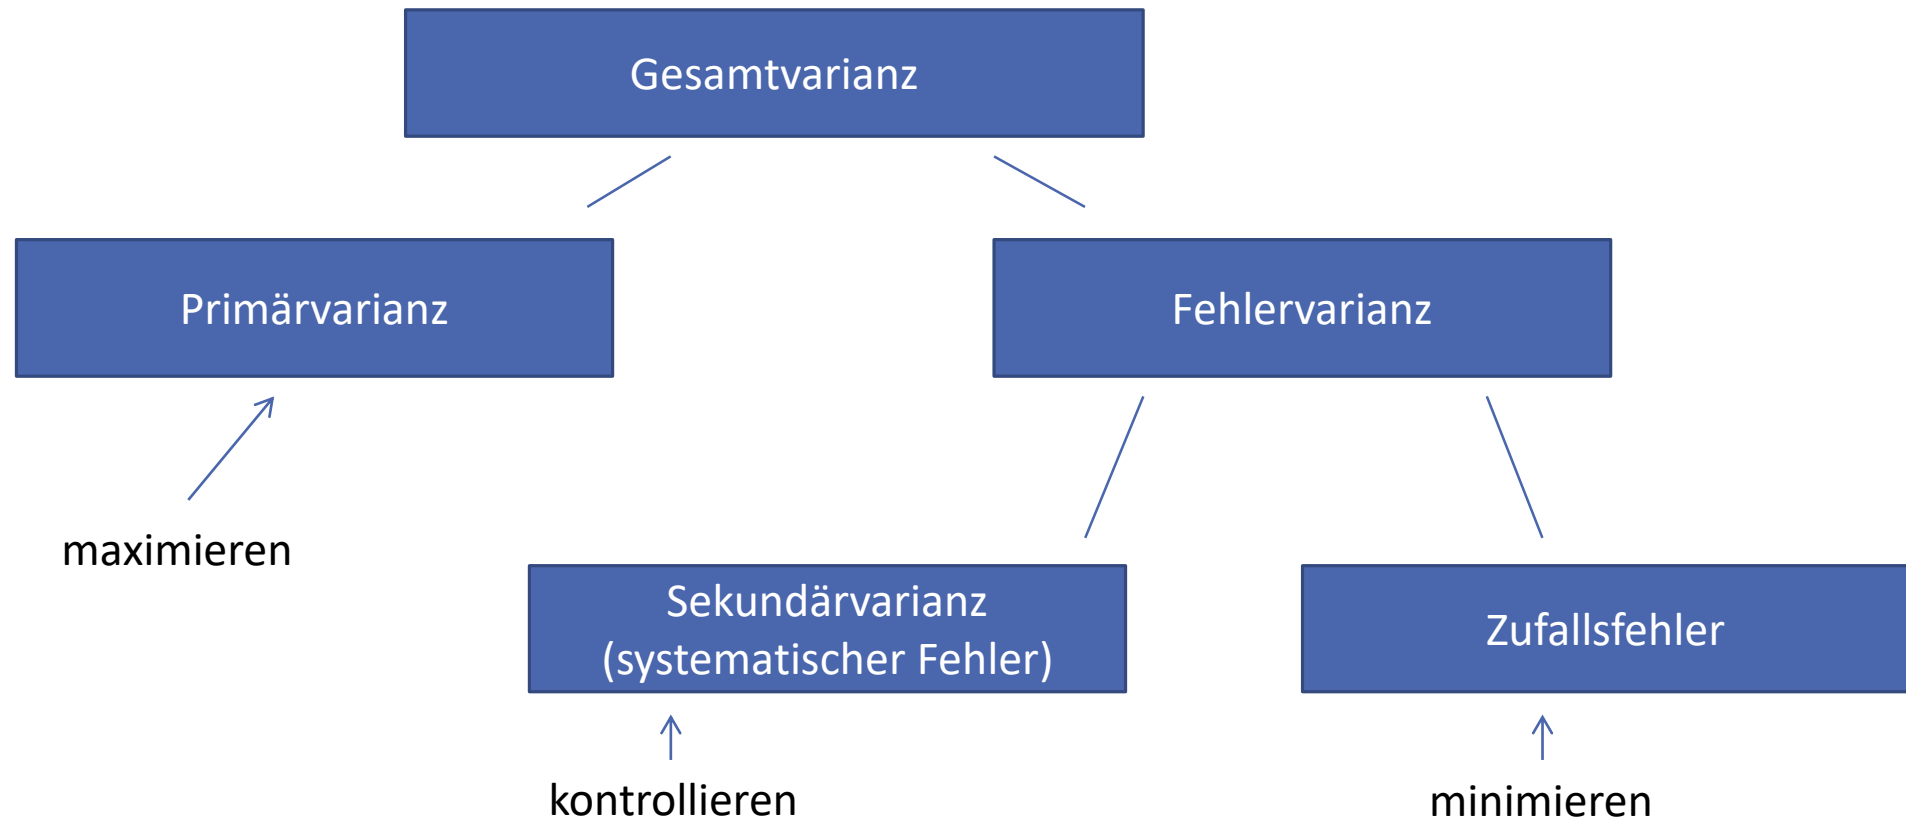 Gesamtvarianz
Primärvarianz
Fehlervarianz
maximieren
Sekundärvarianz
(systematischer Fehler)
Zufallsfehler
kontrollieren
minimieren